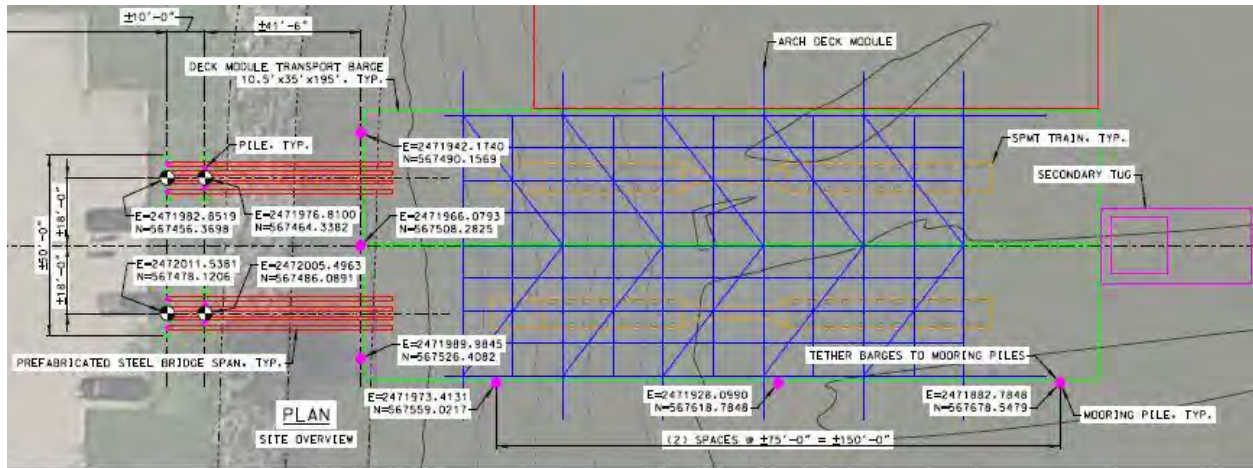 ±10'-0"
±41'-6"
ARCH DECK MODULE
DECK MODULE TRANSPORT BARGE
10.5'x35'x195', TYP.
PILE, TYP.
E=2471942.1740
N=567490.1569
SPMT TRAIN, TYP.
SECONDARY TUG
±50'-0"
±18'-0"
±18'-0"
E=2471982.8519
N=567456.3698
E=2471976.8100
N=567464.3382
E=2471966.0793
N=567508.2825
E=2472011.5381
N=567478.1206
E=2472005.4963
N=567486.0891
PREFABRICATED STEEL BRIDGE SPAN, TYP.
E=2471989.9845
N=567526.4082
TETHER BARGES TO MOORING PILES
E=2471973.4131
N=567559.0217
E=2471928.0990
N=567618.7848
E=2471882.7848
N=567678.5479
MOORING PILE, TYP.
PLAN
SITE OVERVIEW
(2) SPACES @ ±75'-0" = ±150'-0"